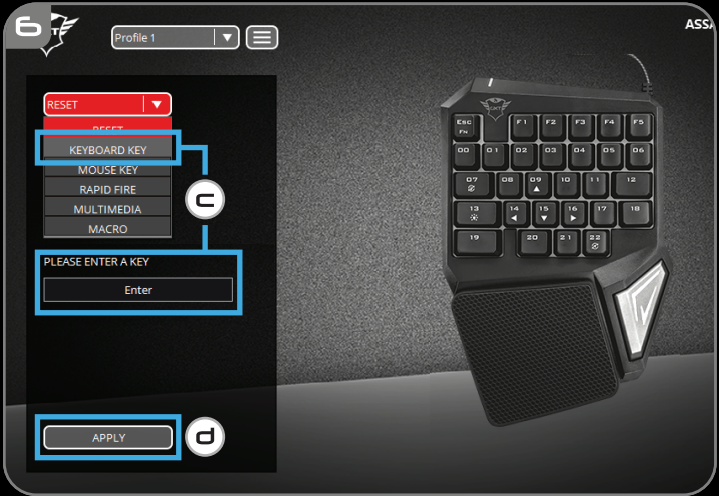 6
GXT
ASSA
Profile 1
RESET
RESET
KEYBOARD KEY
MOUSE KEY
RAPID FIRE
MULTIMEDIA
MACRO
c
PLEASE ENTER A KEY
Enter
APPLY
d
GXT
ESC FN F1 F2 F3 F4 F5
00 01 02 03 04 05 06
07 08 09 10 11 12
13 14 15 16 17 18
19 20 21 22